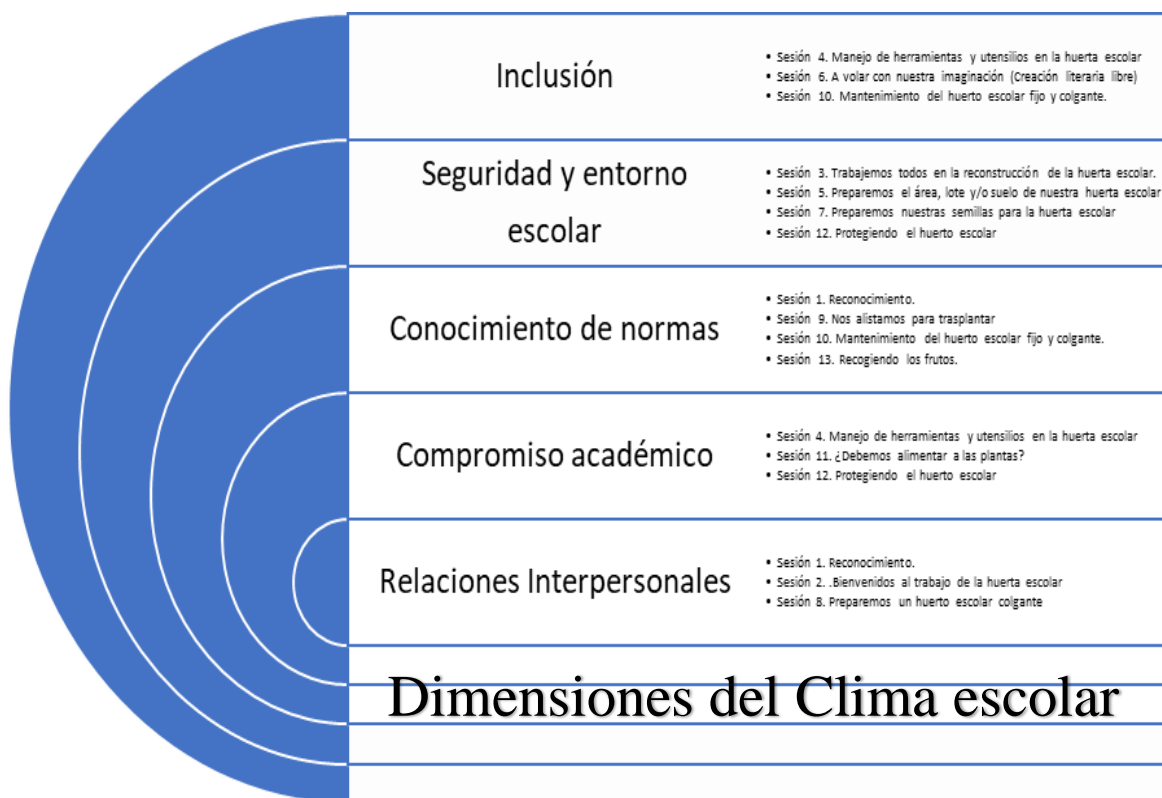 Inclusión
• Sesión 4. Manejo de herramientas y utensilios en la huerta escolar
• Sesión 6. A volar con nuestra imaginación (Creación literaria libre)
• Sesión 10. Mantenimiento del huerto escolar fijo y colgante.
Seguridad y entorno
escolar
• Sesión 3. Trabajemos todos en la reconstrucción de la huerta escolar.
• Sesión 5. Preparemos el área, lote y/o suelo de nuestra huerta escolar
• Sesión 7. Preparemos nuestras semillas para la huerta escolar
• Sesión 12. Protegiendo el huerto escolar
Conocimiento de normas
• Sesión 1. Reconocimiento.
• Sesión 9. Nos alistamos para trasplantar
• Sesión 10. Mantenimiento del huerto escolar fijo y colgante.
• Sesión 13. Recogiendo los frutos.
Compromiso académico
• Sesión 4. Manejo de herramientas y utensilios en la huerta escolar
• Sesión 11. ¿Debemos alimentar a las plantas?
• Sesión 12. Protegiendo el huerto escolar
Relaciones Interpersonales
• Sesión 1. Reconocimiento.
• Sesión 2. .Bienvenidos al trabajo de la huerta escolar
• Sesión 8. Preparemos un huerto escolar colgante
Dimensiones del Clima escolar